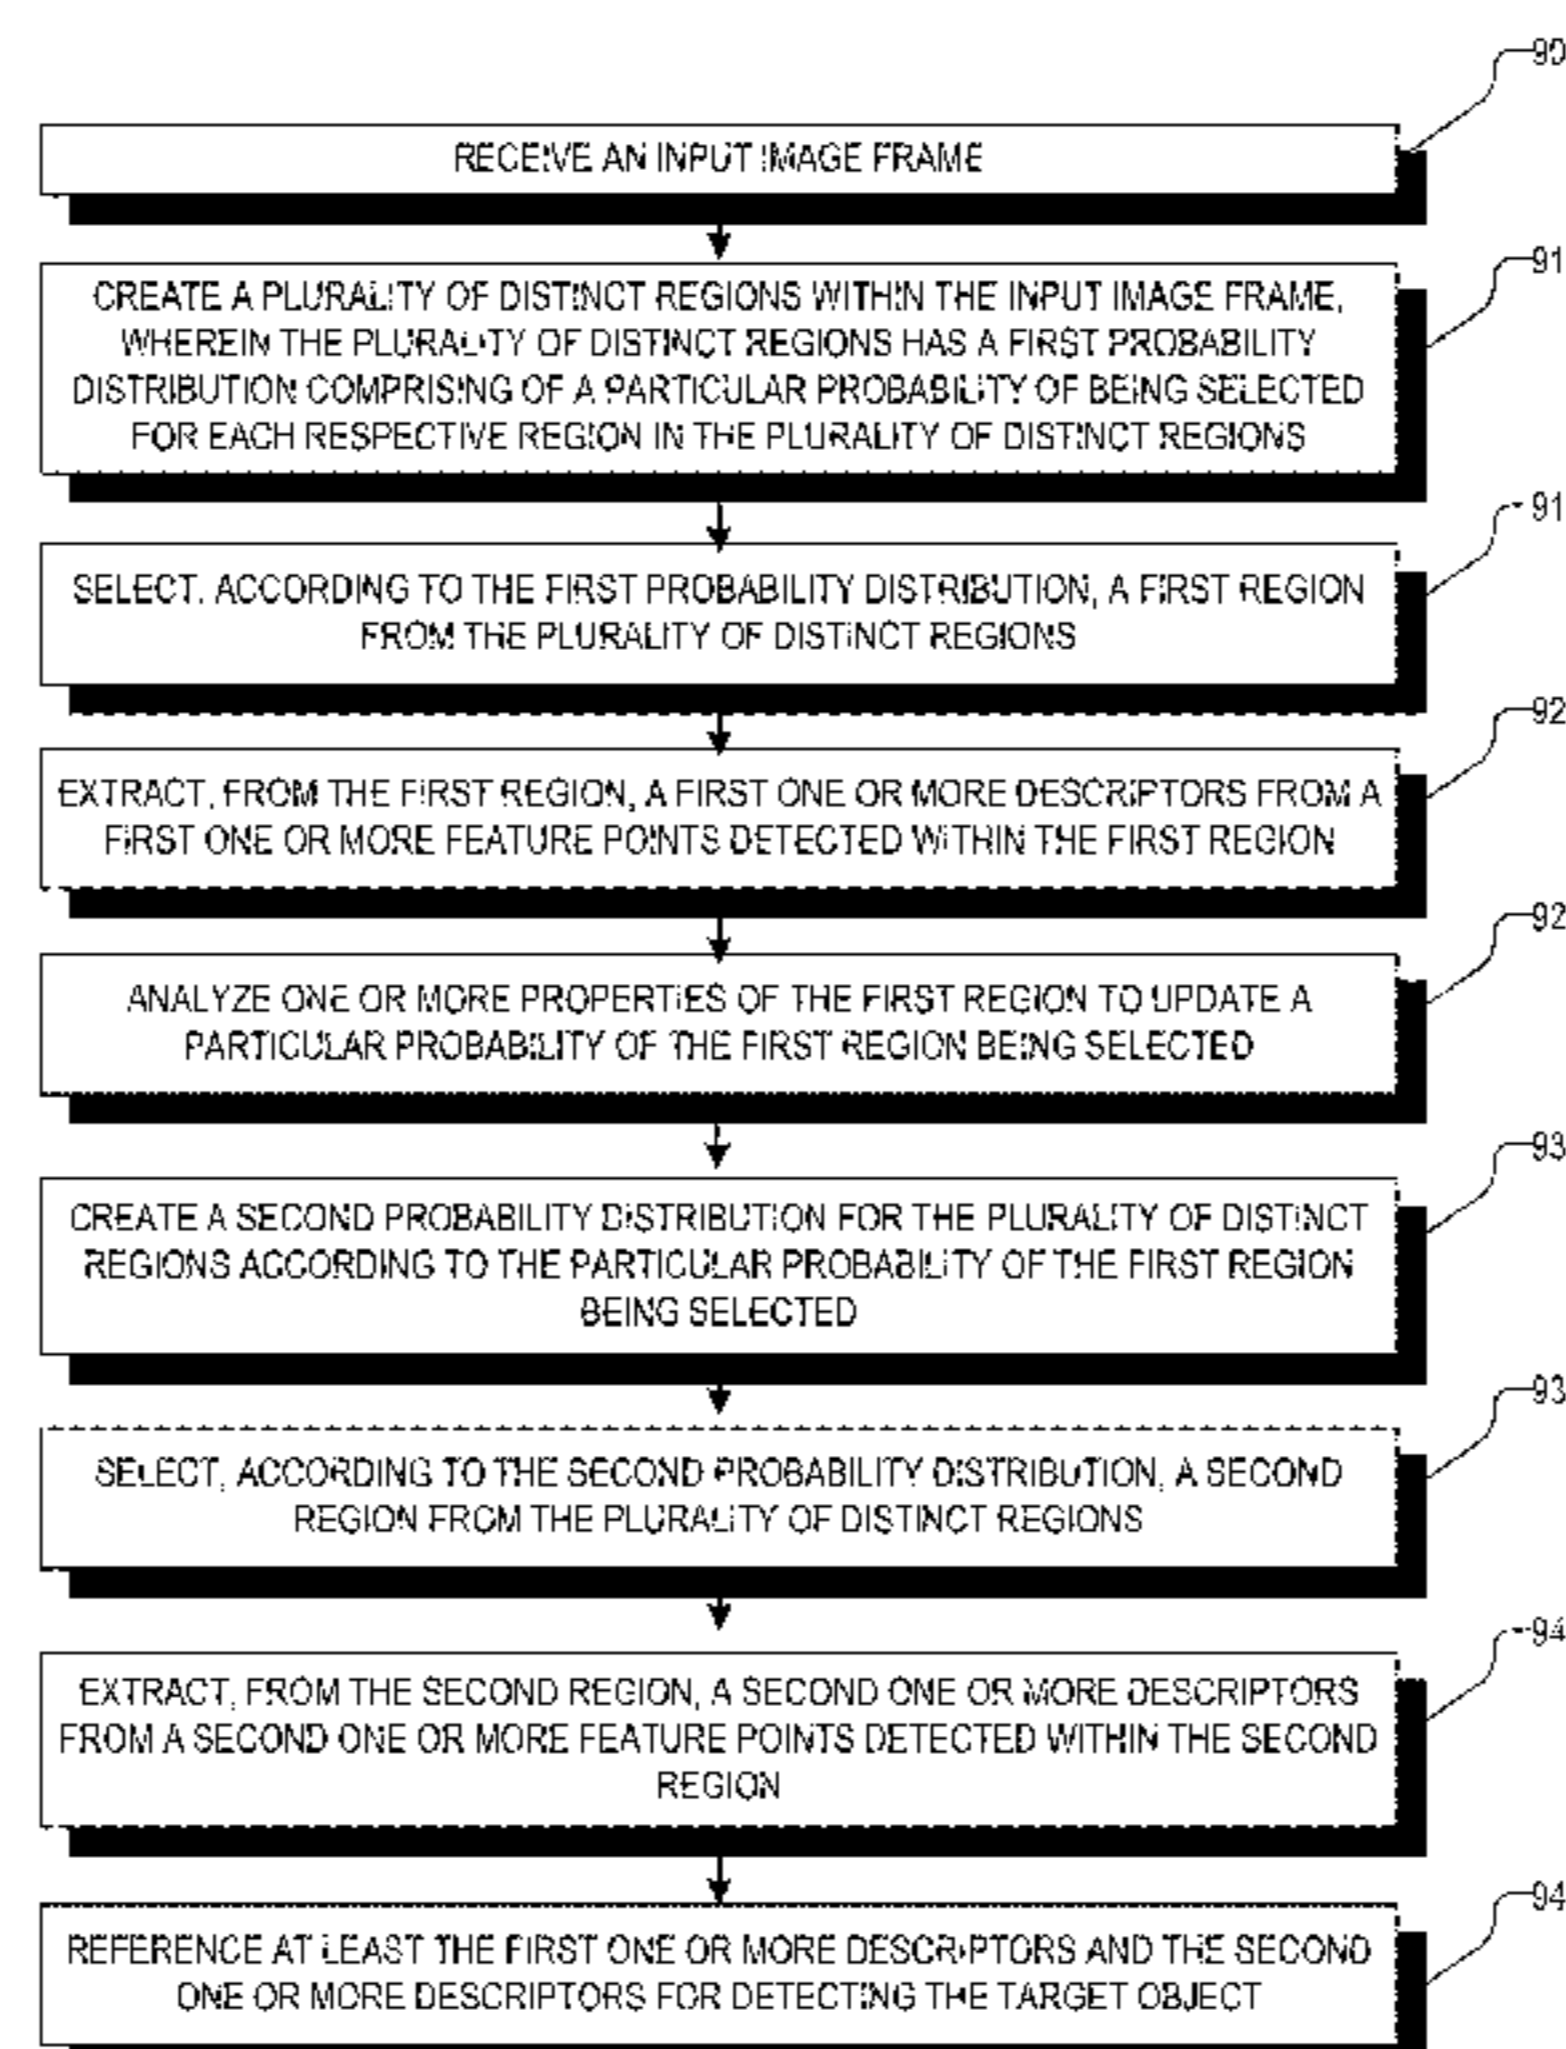 90
RECEIVE AN INPUT IMAGE FRAME
91
CREATE A PLURALITY OF DISTINCT REGIONS WITHIN THE INPUT IMAGE FRAME,
WHEREIN THE PLURALITY OF DISTINCT REGIONS HAS A FIRST PROBABILITY
DISTRIBUTION COMPRISING OF A PARTICULAR PROBABILITY OF BEING SELECTED
FOR EACH RESPECTIVE REGION IN THE PLURALITY OF DISTINCT REGIONS
91
SELECT, ACCORDING TO THE FIRST PROBABILITY DISTRIBUTION, A FIRST REGION
FROM THE PLURALITY OF DISTINCT REGIONS
92
EXTRACT, FROM THE FIRST REGION, A FIRST ONE OR MORE DESCRIPTORS FROM A
FIRST ONE OR MORE FEATURE POINTS DETECTED WITHIN THE FIRST REGION
92
ANALYZE ONE OR MORE PROPERTIES OF THE FIRST REGION TO UPDATE A
PARTICULAR PROBABILITY OF THE FIRST REGION BEING SELECTED
93
CREATE A SECOND PROBABILITY DISTRIBUTION FOR THE PLURALITY OF DISTINCT
REGIONS ACCORDING TO THE PARTICULAR PROBABILITY OF THE FIRST REGION
BEING SELECTED
93
SELECT, ACCORDING TO THE SECOND PROBABILITY DISTRIBUTION, A SECOND
REGION FROM THE PLURALITY OF DISTINCT REGIONS
94
EXTRACT, FROM THE SECOND REGION, A SECOND ONE OR MORE DESCRIPTORS
FROM A SECOND ONE OR MORE FEATURE POINTS DETECTED WITHIN THE SECOND
REGION
94
REFERENCE AT LEAST THE FIRST ONE OR MORE DESCRIPTORS AND THE SECOND
ONE OR MORE DESCRIPTORS FOR DETECTING THE TARGET OBJECT